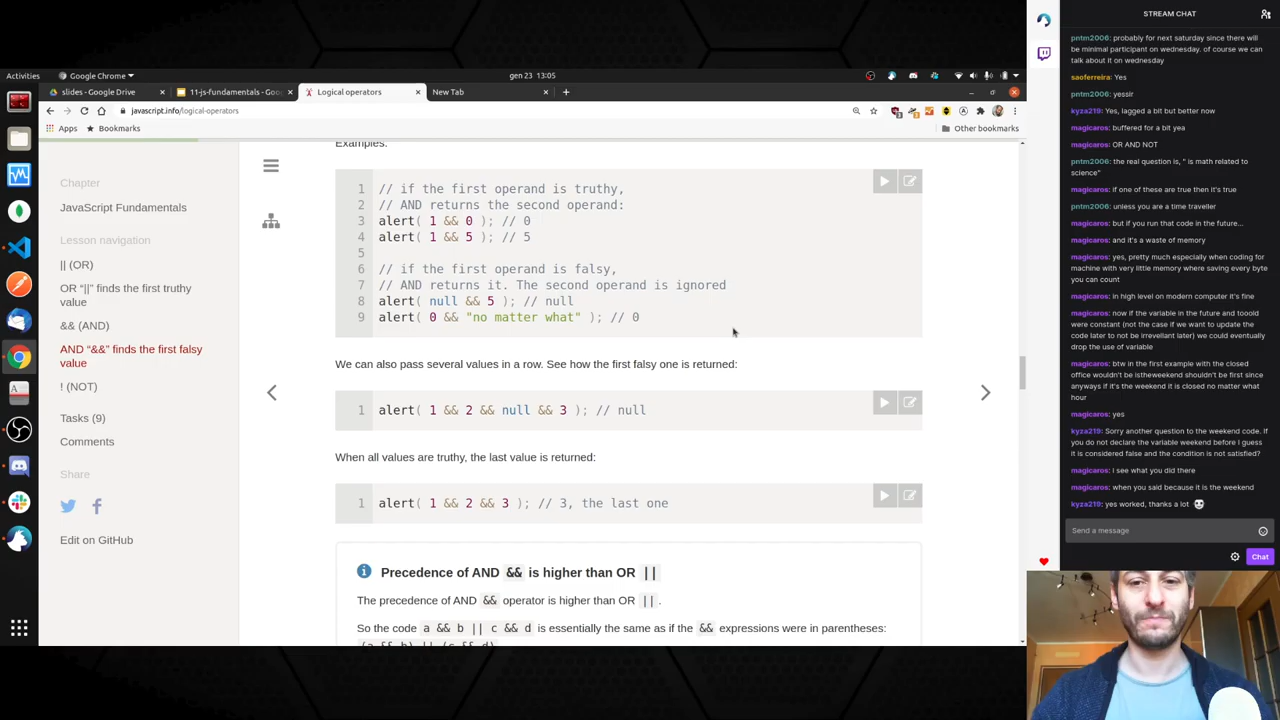 Activities
Google Chrome
gen 23 13:05
slides - Google Drive
11-js-fundamentals - Goo
Logical operators
New Tab
javascript.info/logical-operators
Apps
Bookmarks
Other bookmarks
Chapter
JavaScript Fundamentals
Lesson navigation
|| (OR)
OR “||” finds the first truthy
value
&& (AND)
AND “&&” finds the first falsy
value
! (NOT)
Tasks (9)
Comments
Share
Edit on GitHub
Examples:
1 // if the first operand is truthy,
2 // AND returns the second operand:
3 alert( 1 && 0 ); // 0
4 alert( 1 && 5 ); // 5
5
6 // if the first operand is falsy,
7 // AND returns it. The second operand is ignored
8 alert( null && 5 ); // null
9 alert( 0 && "no matter what" ); // 0
We can also pass several values in a row. See how the first falsy one is returned:
1 alert( 1 && 2 && null && 3 ); // null
When all values are truthy, the last value is returned:
1 alert( 1 && 2 && 3 ); // 3, the last one
Precedence of AND && is higher than OR ||
The precedence of AND && operator is higher than OR || .
So the code a && b || c && d is essentially the same as if the && expressions were in parentheses:
(a && b) || (c && d)
STREAM CHAT
pntm2006: probably for next saturday since there will
be minimal participant on wednesday. of course we can
talk about it on wednesday
saoferreira: Yes
pntm2006: yessir
kyza219: Yes, lagged a bit but better now
magicaros: buffered for a bit yea
magicaros: OR AND NOT
pntm2006: the real question is, " is math related to
science"
magicaros: if one of these are true then it's true
pntm2006: unless you are a time traveller
magicaros: but if you run that code in the future...
magicaros: and it's a waste of memory
magicaros: yes, pretty much especially when coding for
machine with very little memory where saving every byte
you can count
magicaros: in high level on modern computer it's fine
magicaros: now if the variable in the future and tooold
were constant (not the case if we want to update the
code later to not be irrevellant later) we could eventually
drop the use of variable
magicaros: btw in the first example with the closed
office wouldn't be istheweekend shouldn't be first since
anyways if it's the weekend it is closed no matter what
hour
magicaros: yes
kyza219: Sorry another question to the weekend code. If
you do not declare the variable weekend before I guess
it is considered false and the condition is not satisfied?
magicaros: I see what you did there
magicaros: when you said because it is the weekend
kyza219: yes worked, thanks a lot
Send a message
Chat